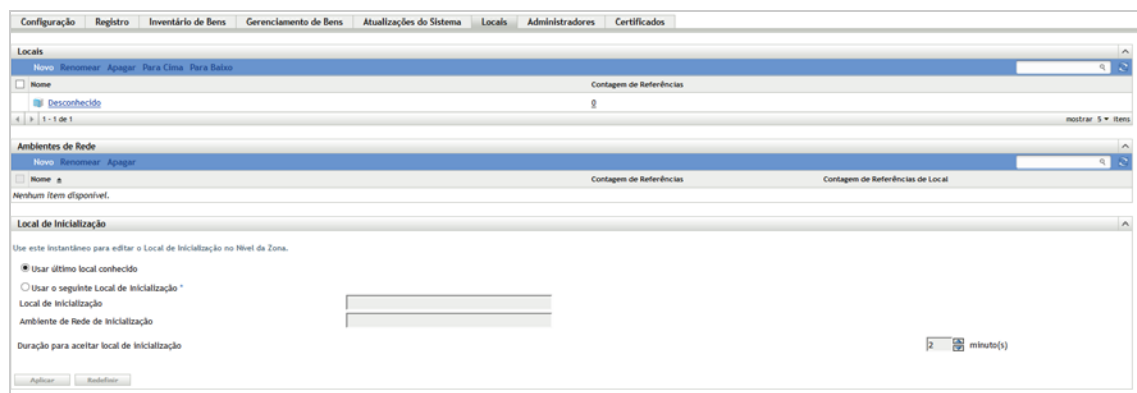 Configuração Registro Inventário de Bens Gerenciamento de Bens Atualizações do Sistema Locais Administradores Certificados
Locais
Novo Renomear Apagar Para Cima Para Baixo
Nome Contagem de Referências
Desconhecido 0
1 - 1 de 1 mostrar 5 itens
Ambientes de Rede
Novo Renomear Apagar
Nome Contagem de Referências Contagem de Referências de Local
Nenhum item disponível.
Local de Inicialização
Use este instantâneo para editar o Local de Inicialização no Nível da Zona.
Usar último local conhecido
Usar o seguinte Local de Inicialização *
Local de Inicialização
Ambiente de Rede de Inicialização
Duração para aceitar local de inicialização 2 minuto(s)
Aplicar Redefinir